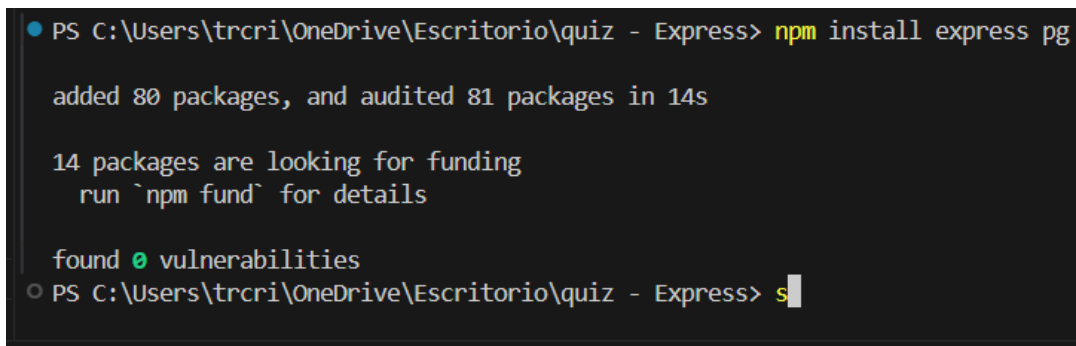 PS C:\Users\trcri\OneDrive\Escritorio\quiz - Express> npm install express pg
added 80 packages, and audited 81 packages in 14s
14 packages are looking for funding
run `npm fund` for details
found 0 vulnerabilities
PS C:\Users\trcri\OneDrive\Escritorio\quiz - Express> s